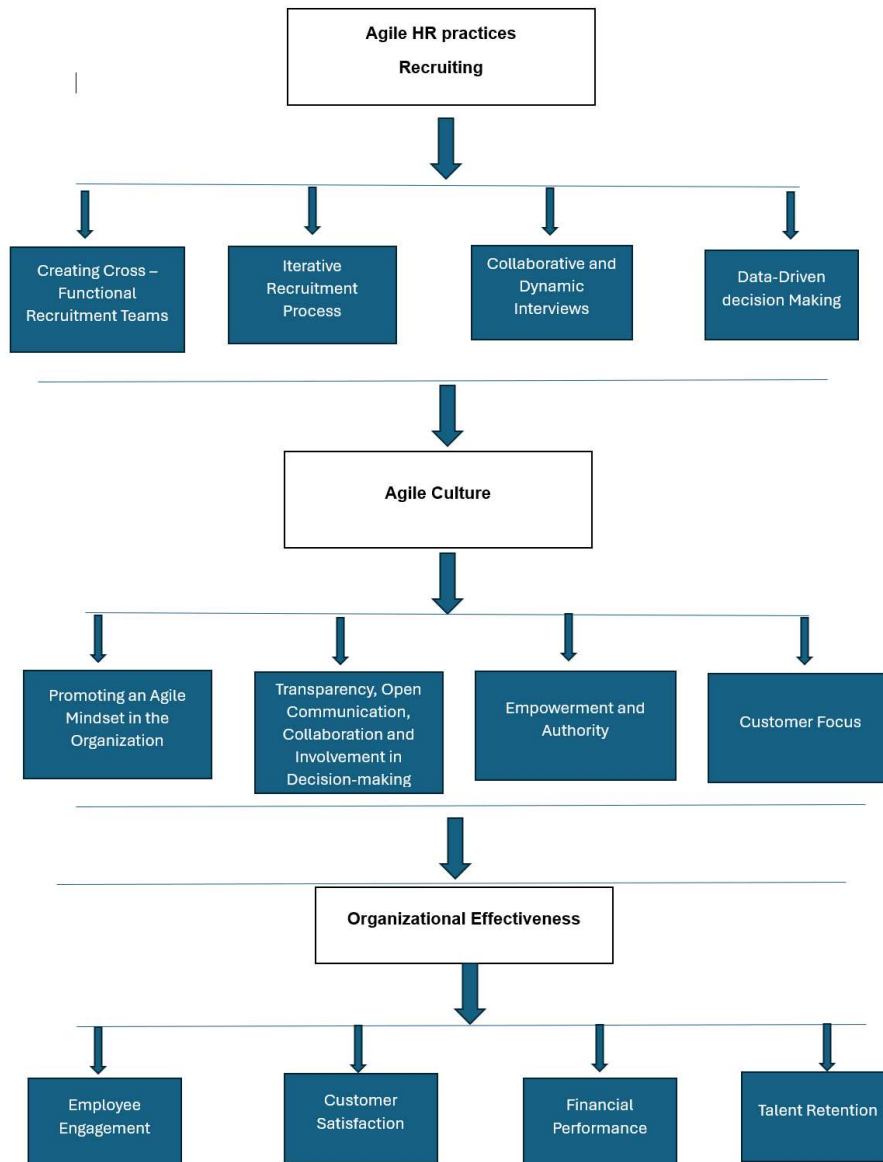 Agile HR practices
Recruiting
Creating Cross –
Functional
Recruitment Teams
Iterative
Recruitment
Process
Collaborative and
Dynamic
Interviews
Data-Driven
decision Making
Agile Culture
Promoting an Agile
Mindset in the
Organization
Transparency, Open
Communication,
Collaboration and
Involvement in
Decision-making
Empowerment and
Authority
Customer Focus
Organizational Effectiveness
Employee
Engagement
Customer
Satisfaction
Financial
Performance
Talent Retention